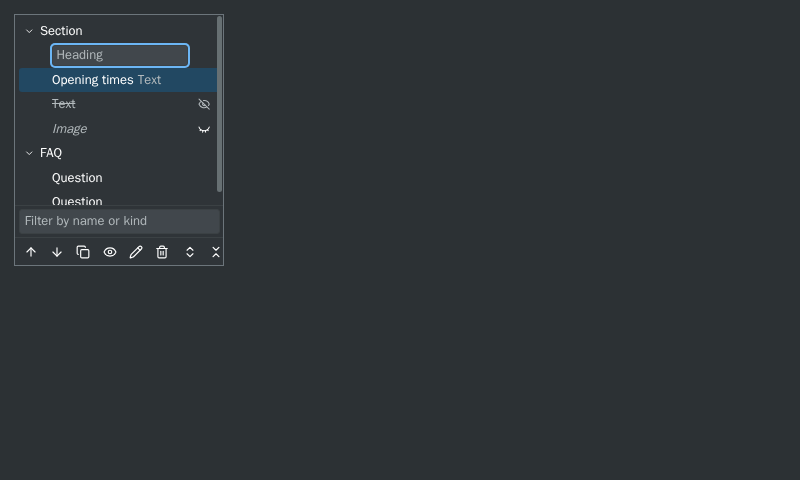 Section
Heading
Opening times Text
Text
Image
FAQ
Question
Question
Filter by name or kind